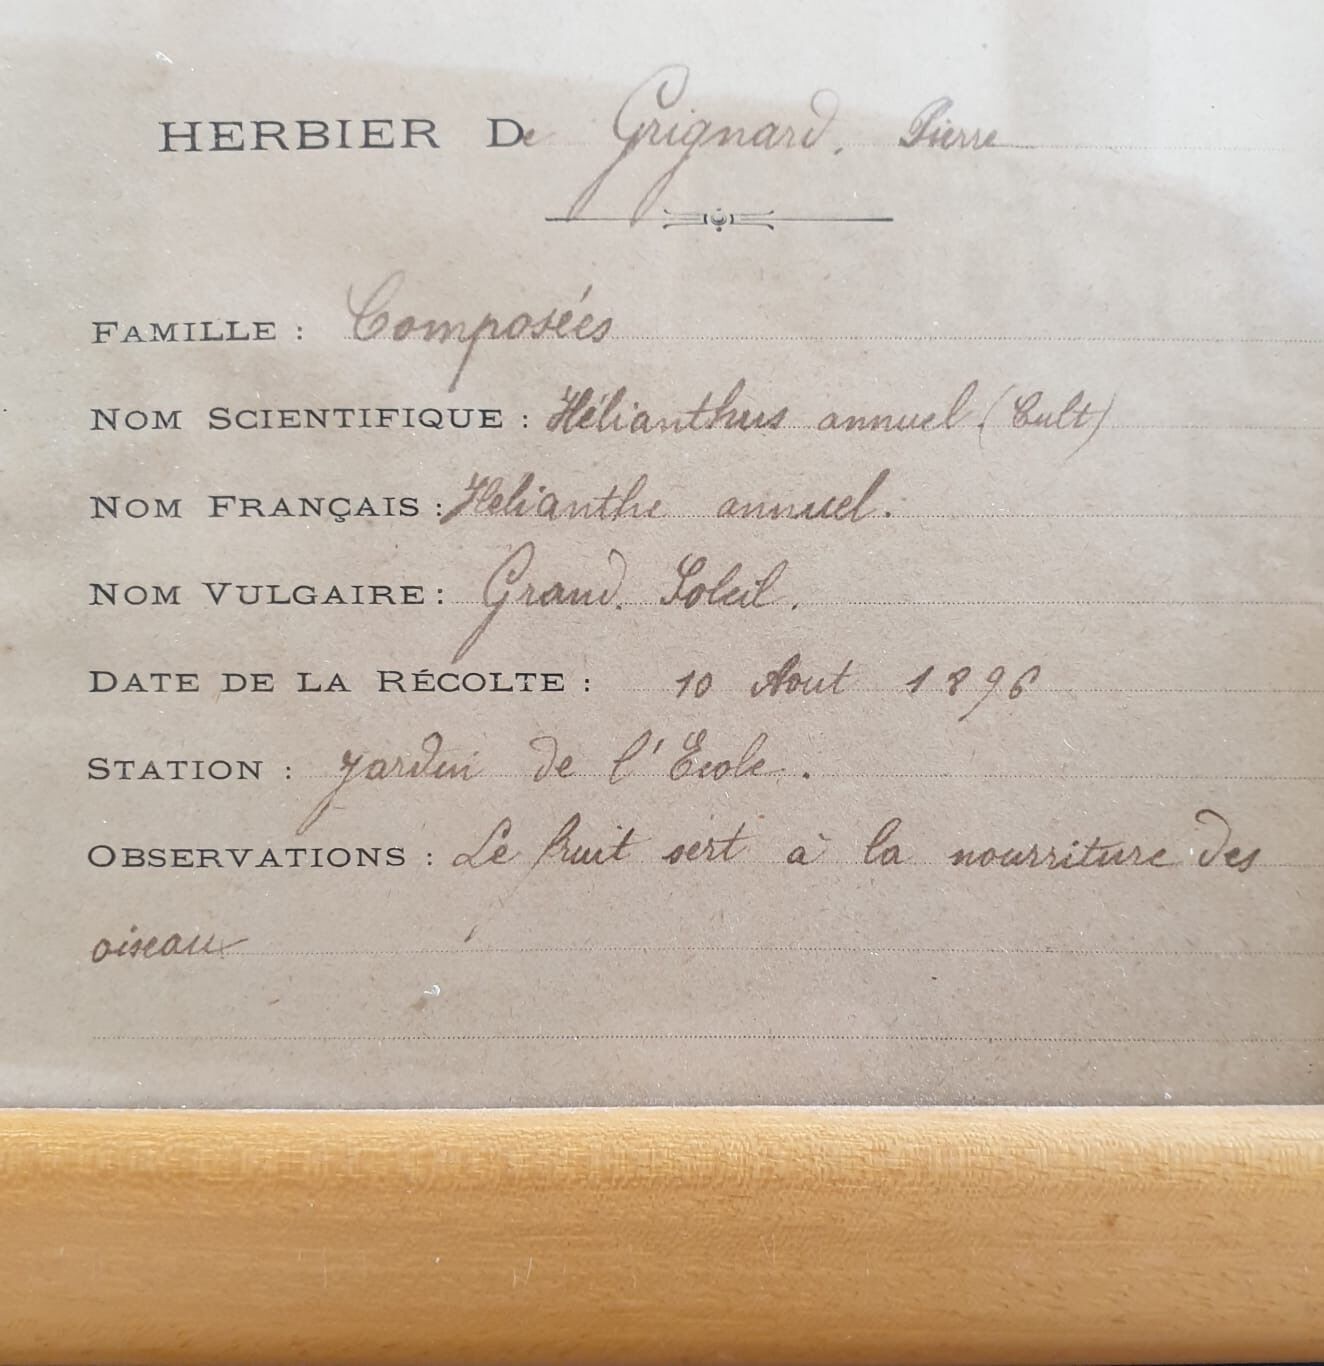 HERBIER De Grignard. Pierre
FAMILLE : Composées
NOM SCIENTIFIQUE : Hélianthus annuel. (Cult)
NOM FRANÇAIS : Helianthe annuel.
NOM VULGAIRE : Grand. Soleil.
DATE DE LA RÉCOLTE : 10 Aout 1896
STATION : Jardin de l'Ecole.
OBSERVATIONS : Le fruit sert à la nourriture des
oiseaux